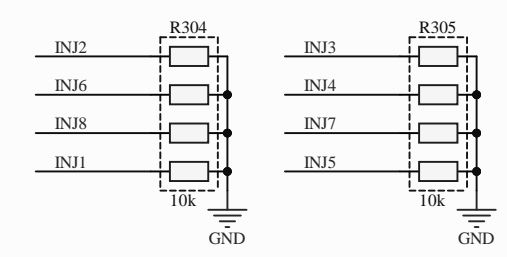 R304
INJ2
INJ6
INJ8
INJ1
10k
GND
R305
INJ3
INJ4
INJ7
INJ5
10k
GND